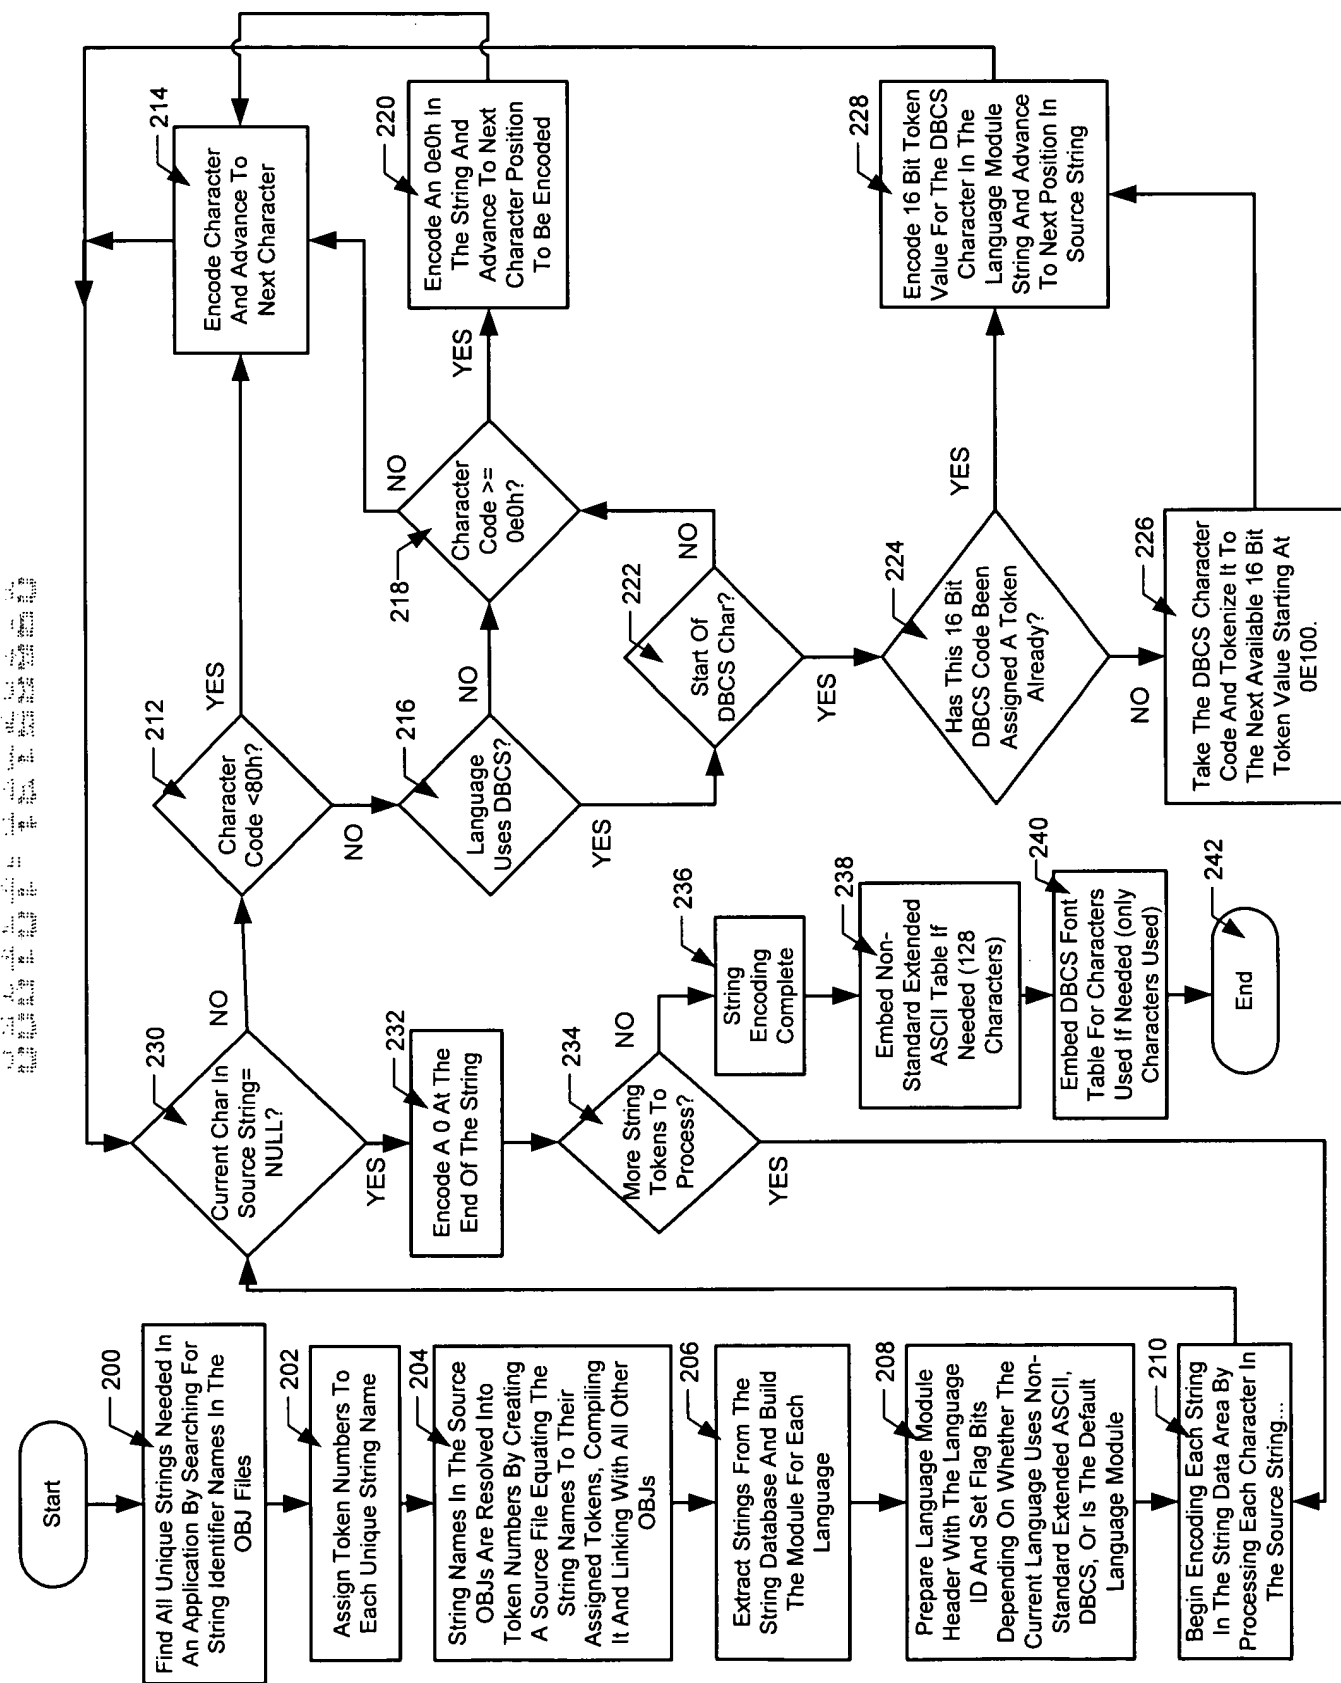 Start
200
Find All Unique Strings Needed In
An Application By Searching For
String Identifier Names In The
OBJ Files
202
Assign Token Numbers To
Each Unique String Name
204
String Names In The Source
OBJs Are Resolved Into
Token Numbers By Creating
A Source File Equating The
String Names To Their
Assigned Tokens, Compiling
It And Linking With All Other
OBJs
206
Extract Strings From The
String Database And Build
The Module For Each
Language
208
Prepare Language Module
Header With The Language
ID And Set Flag Bits
Depending On Whether The
Current Language Uses Non-
Standard Extended ASCII,
DBCS, Or Is The Default
Language Module
210
Begin Encoding Each String
In The String Data Area By
Processing Each Character In
The Source String...
230
Current Char In
Source String=
NULL?
NO
YES
232
Encode A 0 At The
End Of The String
234
More String
Tokens To
Process?
NO
YES
236
String
Encoding
Complete
238
Embed Non-
Standard Extended
ASCII Table If
Needed (128
Characters)
240
Embed DBCS Font
Table For Characters
Used If Needed (only
Characters Used)
242
End
212
Character
Code <80h?
YES
NO
214
Encode Character
And Advance To
Next Character
216
Language
Uses DBCS?
NO
YES
218
Character
Code >=
0e0h?
NO
YES
220
Encode An 0e0h In
The String And
Advance To Next
Character Position
To Be Encoded
222
Start Of
DBCS Char?
NO
YES
224
Has This 16 Bit
DBCS Code Been
Assigned A Token
Already?
YES
NO
226
Take The DBCS Character
Code And Tokenize It To
The Next Available 16 Bit
Token Value Starting At
0E100.
228
Encode 16 Bit Token
Value For The DBCS
Character In The
Language Module
String And Advance
To Next Position In
Source String